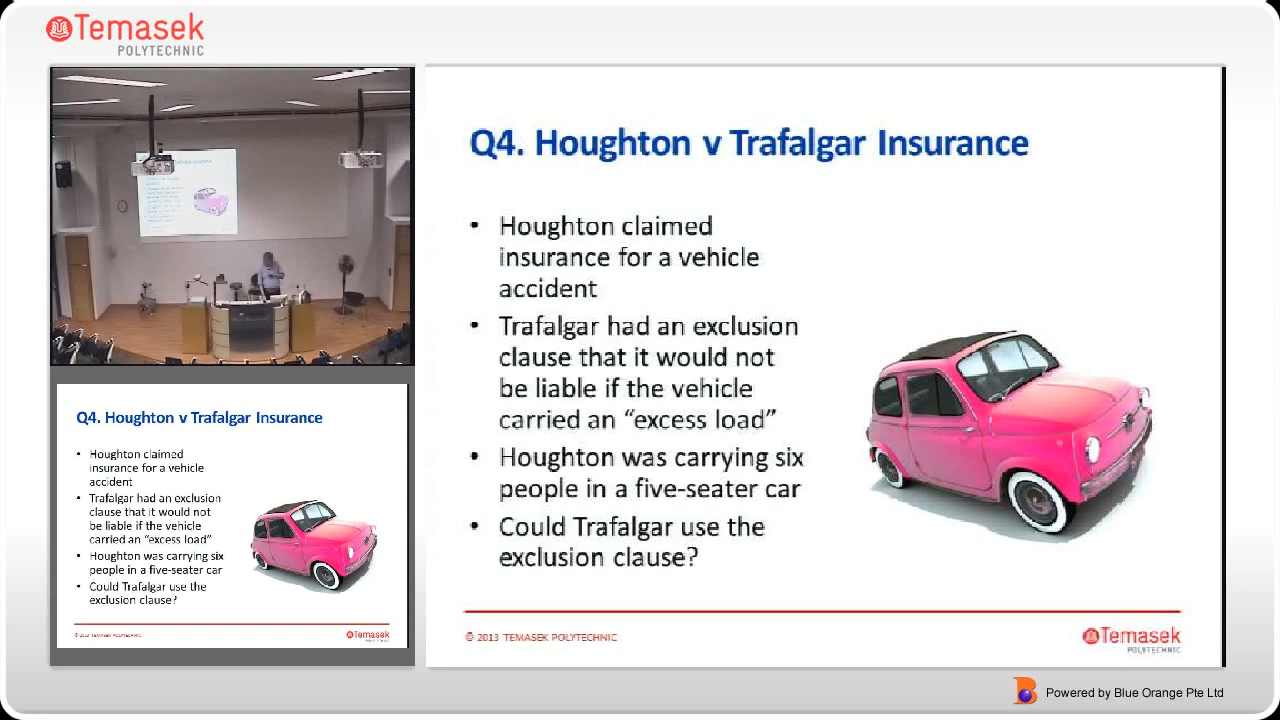 Temasek
POLYTECHNIC
Q4. Houghton v Trafalgar Insurance
• Houghton claimed
insurance for a vehicle
accident
• Trafalgar had an exclusion
clause that it would not
be liable if the vehicle
carried an “excess load”
• Houghton was carrying six
people in a five-seater car
• Could Trafalgar use the
exclusion clause?
© 2013 TEMASEK POLYTECHNIC
Temasek
POLYTECHNIC
Q4. Houghton v Trafalgar Insurance
• Houghton claimed
insurance for a vehicle
accident
• Trafalgar had an exclusion
clause that it would not
be liable if the vehicle
carried an “excess load”
• Houghton was carrying six
people in a five-seater car
• Could Trafalgar use the
exclusion clause?
© 2013 TEMASEK POLYTECHNIC
Temasek
POLYTECHNIC
Powered by Blue Orange Pte Ltd